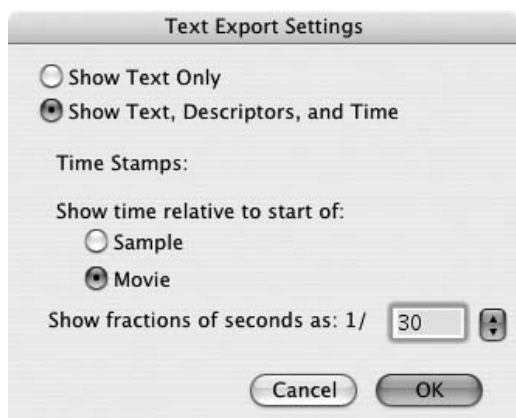 Text Export Settings
Show Text Only
Show Text, Descriptors, and Time
Time Stamps:
Show time relative to start of:
Sample
Movie
Show fractions of seconds as: 1/ 30
Cancel OK